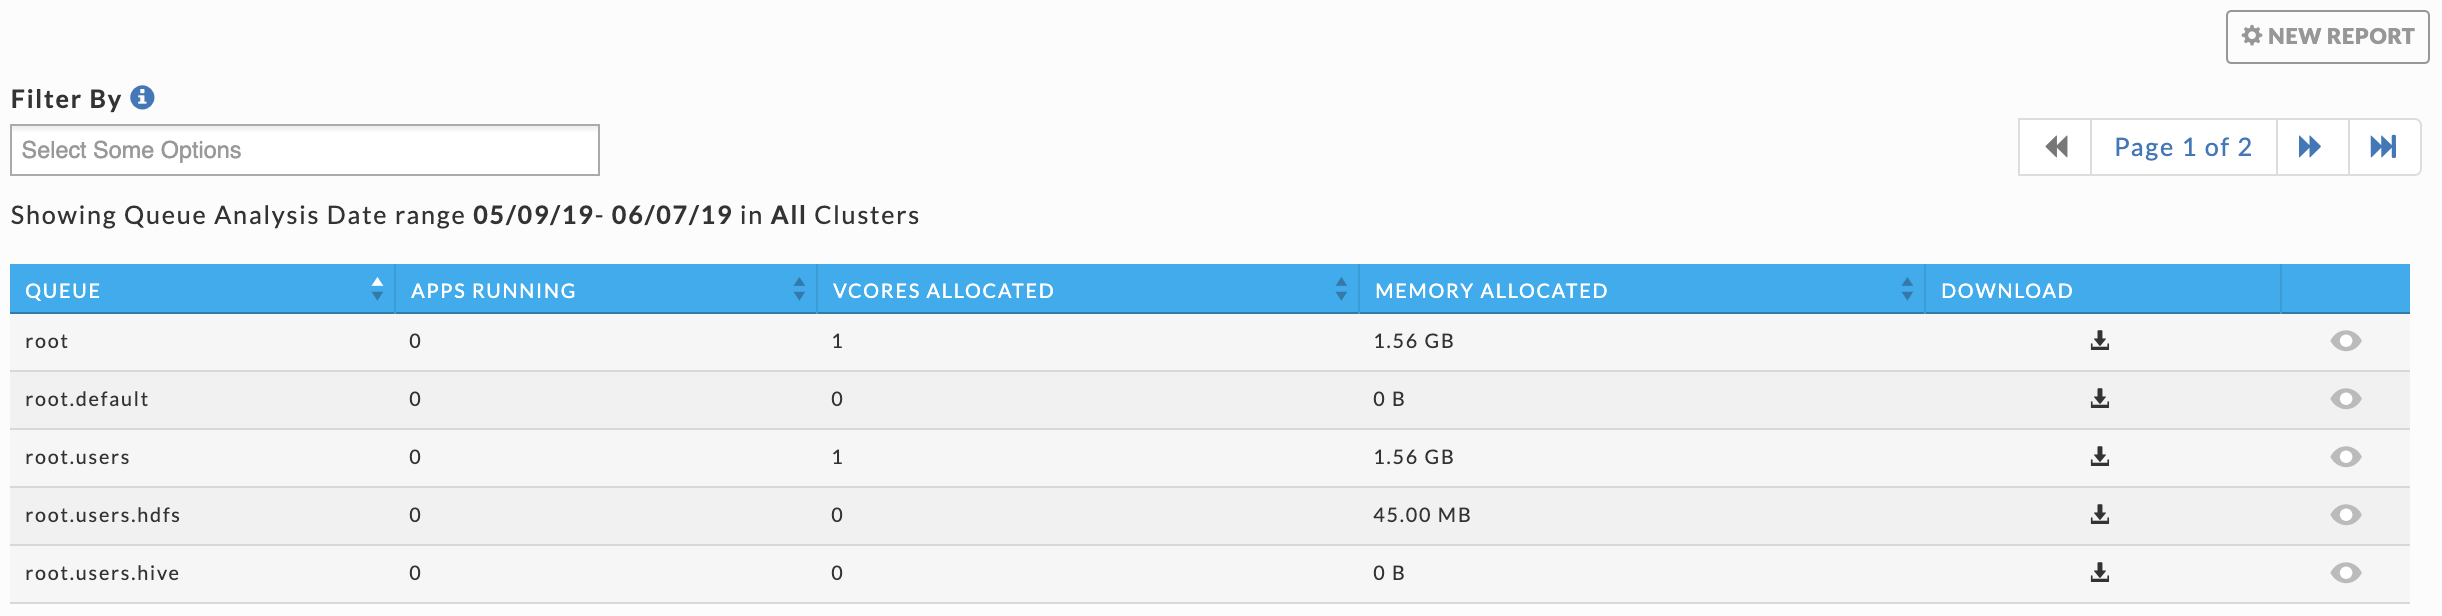 NEW REPORT
Filter By
Select Some Options
Page 1 of 2
Showing Queue Analysis Date range 05/09/19- 06/07/19 in All Clusters
QUEUE APPS RUNNING VCORES ALLOCATED MEMORY ALLOCATED DOWNLOAD
root 0 1 1.56 GB
root.default 0 0 0 B
root.users 0 1 1.56 GB
root.users.hdfs 0 0 45.00 MB
root.users.hive 0 0 0 B